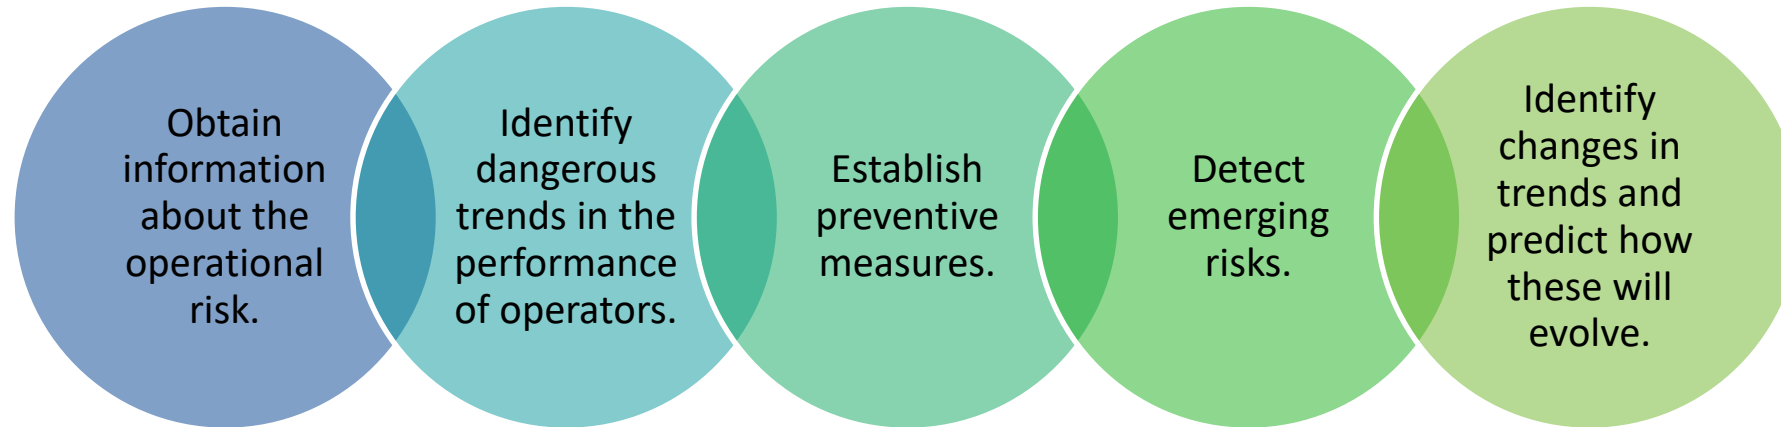 Obtain
information
about the
operational
risk.
Identify
dangerous
trends in the
performance
of operators.
Establish
preventive
measures.
Detect
emerging
risks.
Identify
changes in
trends and
predict how
these will
evolve.